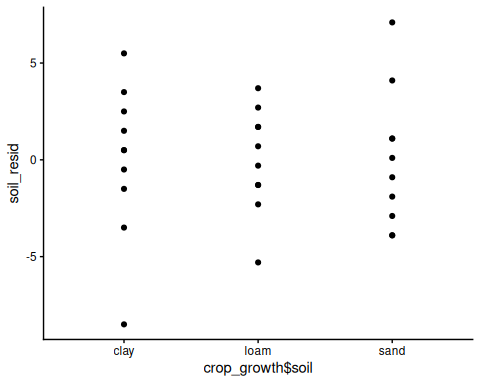 soil_resid
5
0
-5
clay loam sand
crop_growth$soil